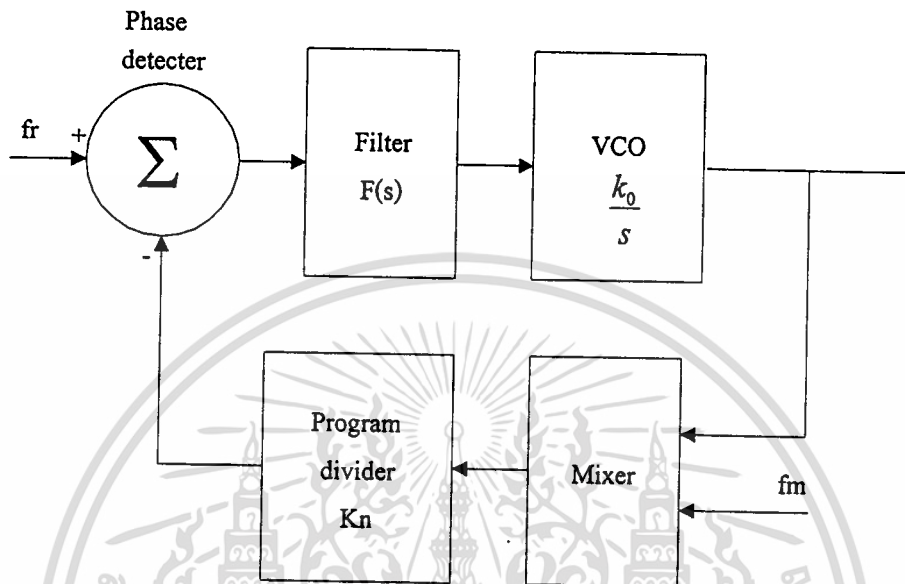 Phase
detecter
fr
+
Σ
-
Filter
F(s)
VCO
k₀
s
Program
divider
Kn
Mixer
fm